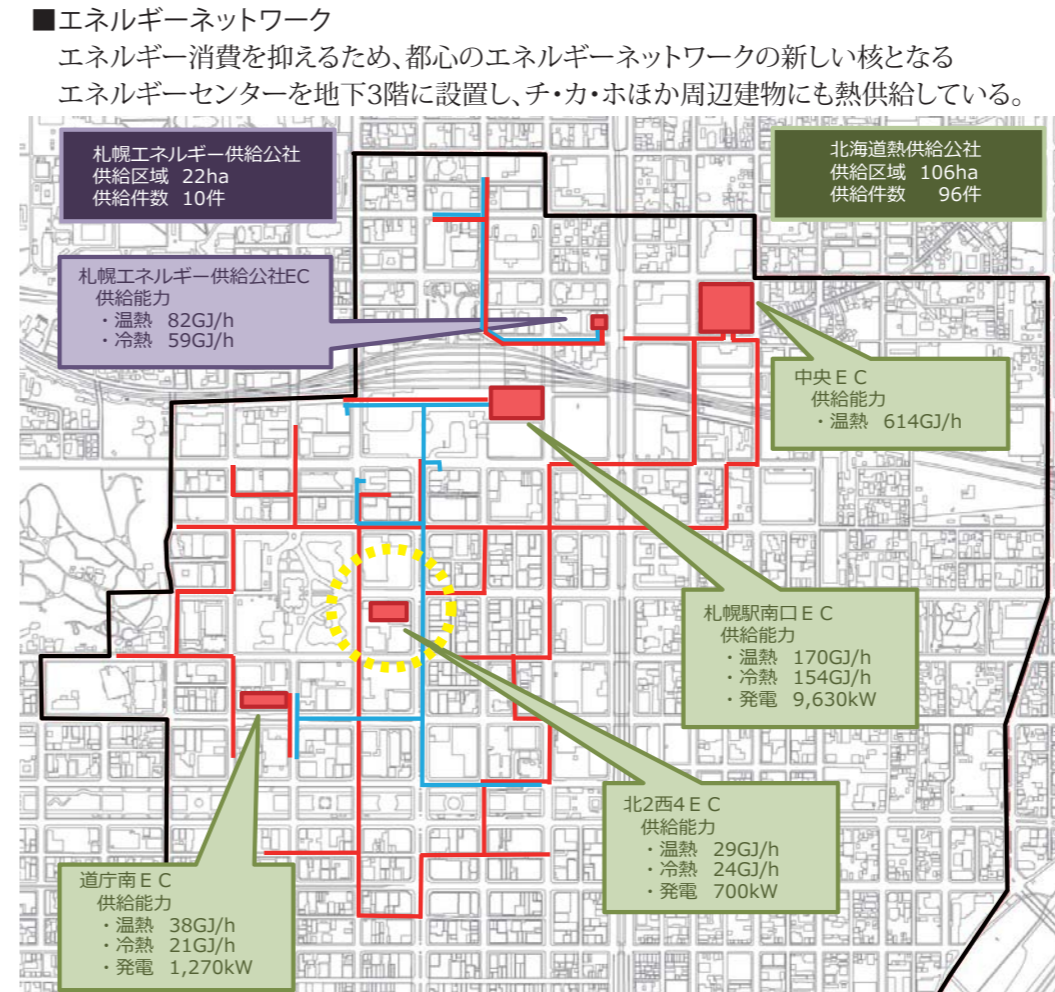 ■エネルギーネットワーク
エネルギー消費を抑えるため、都心のエネルギーネットワークの新しい核となる
エネルギーセンターを地下3階に設置し、チ・カ・ホほか周辺建物にも熱供給している。
札幌エネルギー供給公社
供給区域 22ha
供給件数 10件
北海道熱供給公社
供給区域 106ha
供給件数 96件
札幌エネルギー供給公社EC
供給能力
・温熱 82GJ/h
・冷熱 59GJ/h
中央EC
供給能力
・温熱 614GJ/h
札幌駅南口EC
供給能力
・温熱 170GJ/h
・冷熱 154GJ/h
・発電 9,630kW
北2西4EC
供給能力
・温熱 29GJ/h
・冷熱 24GJ/h
・発電 700kW
道庁南EC
供給能力
・温熱 38GJ/h
・冷熱 21GJ/h
・発電 1,270kW